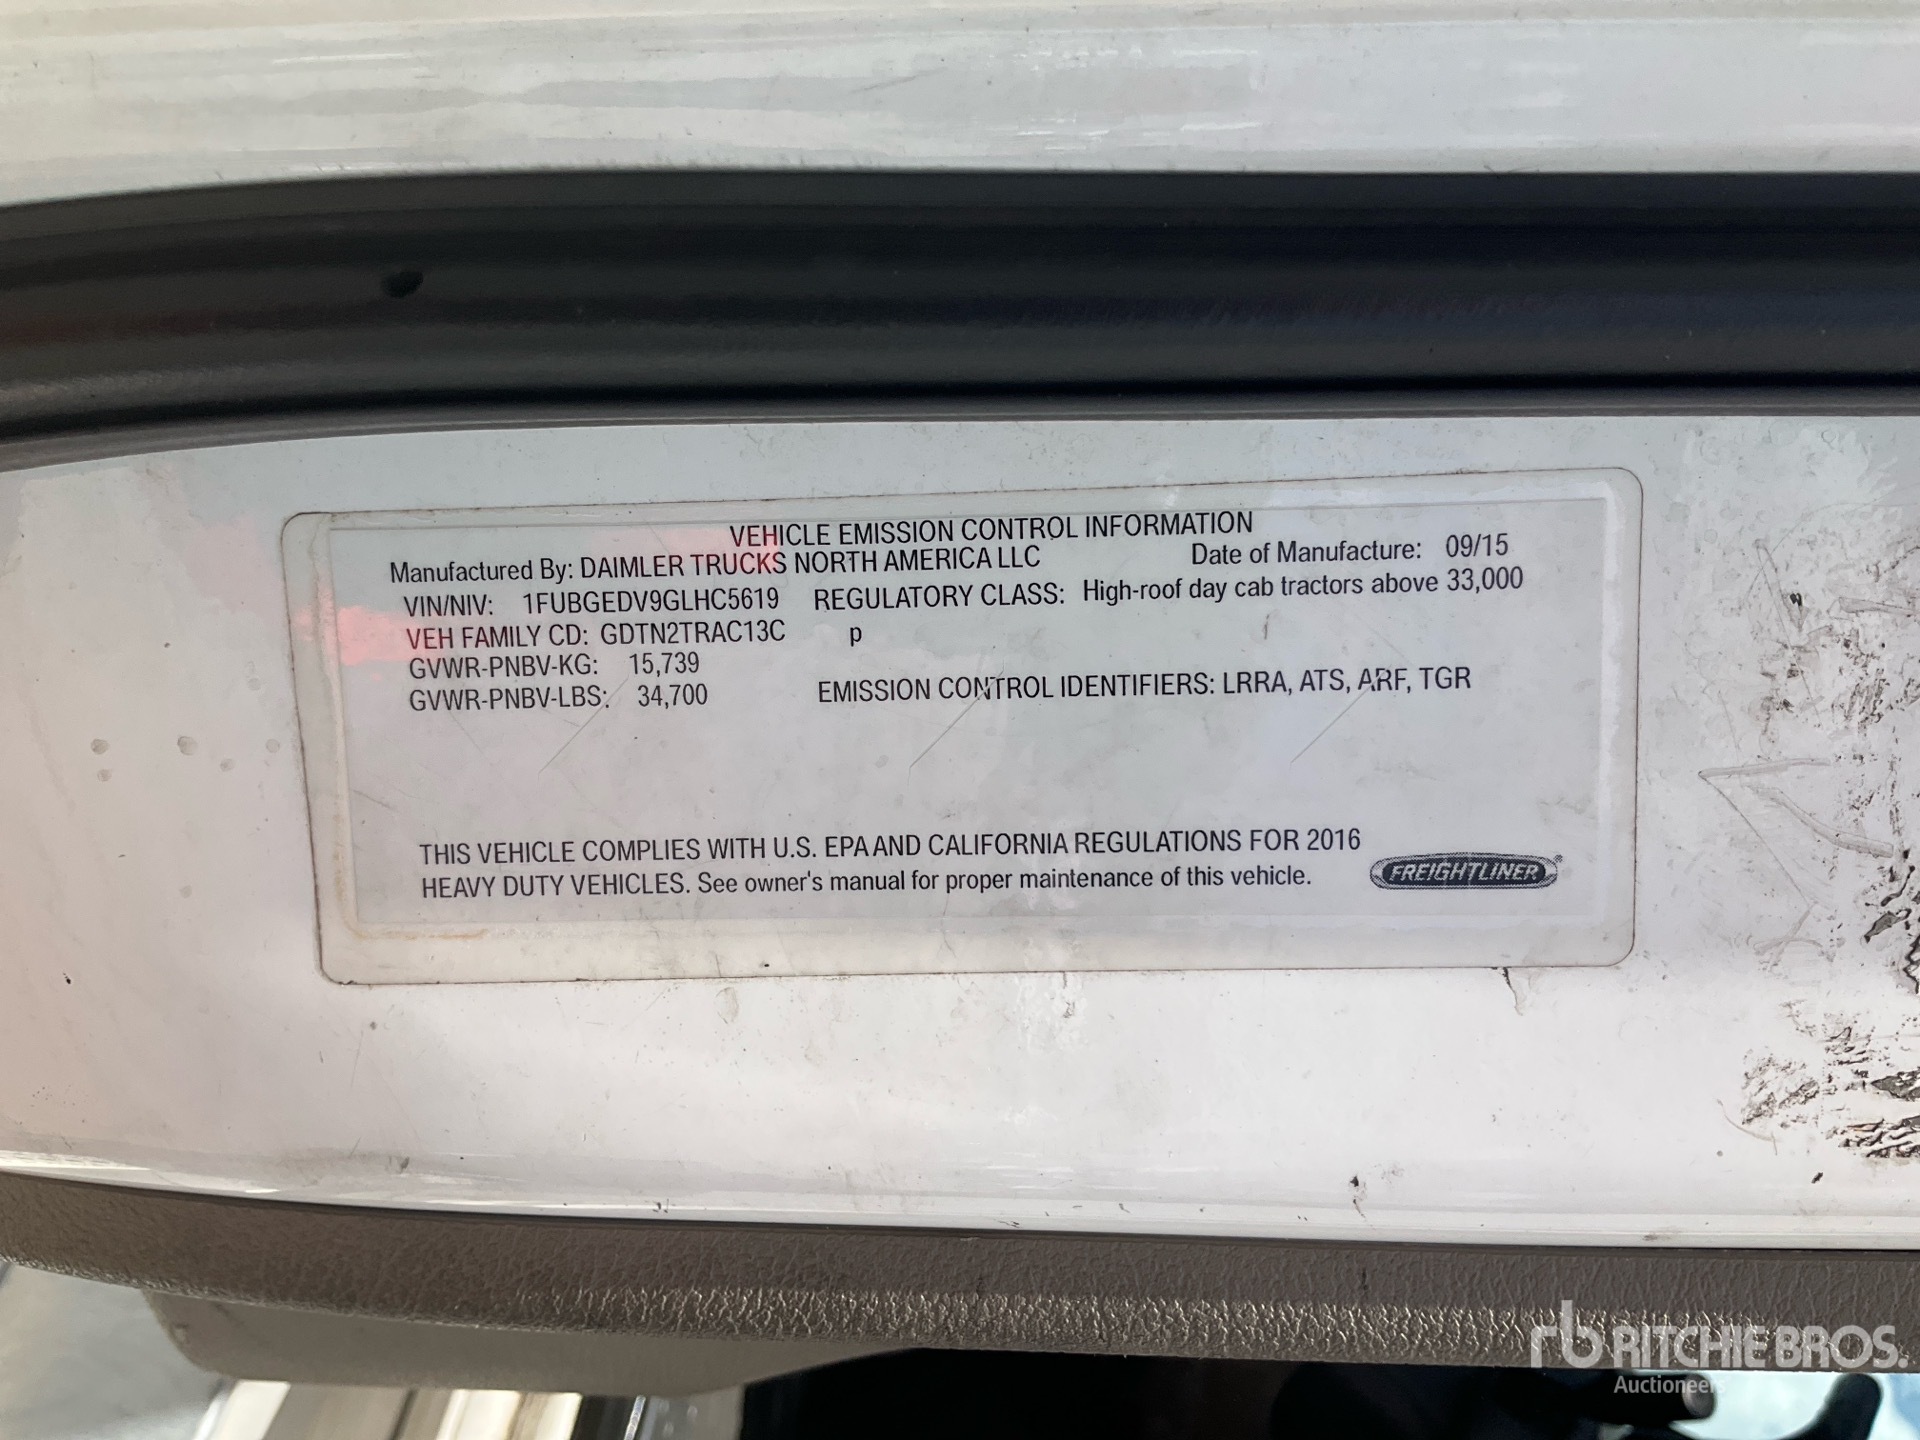 VEHICLE EMISSION CONTROL INFORMATION
Manufactured By: DAIMLER TRUCKS NORTH AMERICA LLC Date of Manufacture: 09/15
VIN/NIV: 1FUBGEDV9GLHC5619 REGULATORY CLASS: High-roof day cab tractors above 33,000
VEH FAMILY CD: GDTN2TRAC13C p
GVWR-PNBV-KG: 15,739
GVWR-PNBV-LBS: 34,700 EMISSION CONTROL IDENTIFIERS: LRRA, ATS, ARF, TGR
THIS VEHICLE COMPLIES WITH U.S. EPA AND CALIFORNIA REGULATIONS FOR 2016
HEAVY DUTY VEHICLES. See owner's manual for proper maintenance of this vehicle.
FREIGHTLINER
rb RITCHIE BROS.
Auctioneers